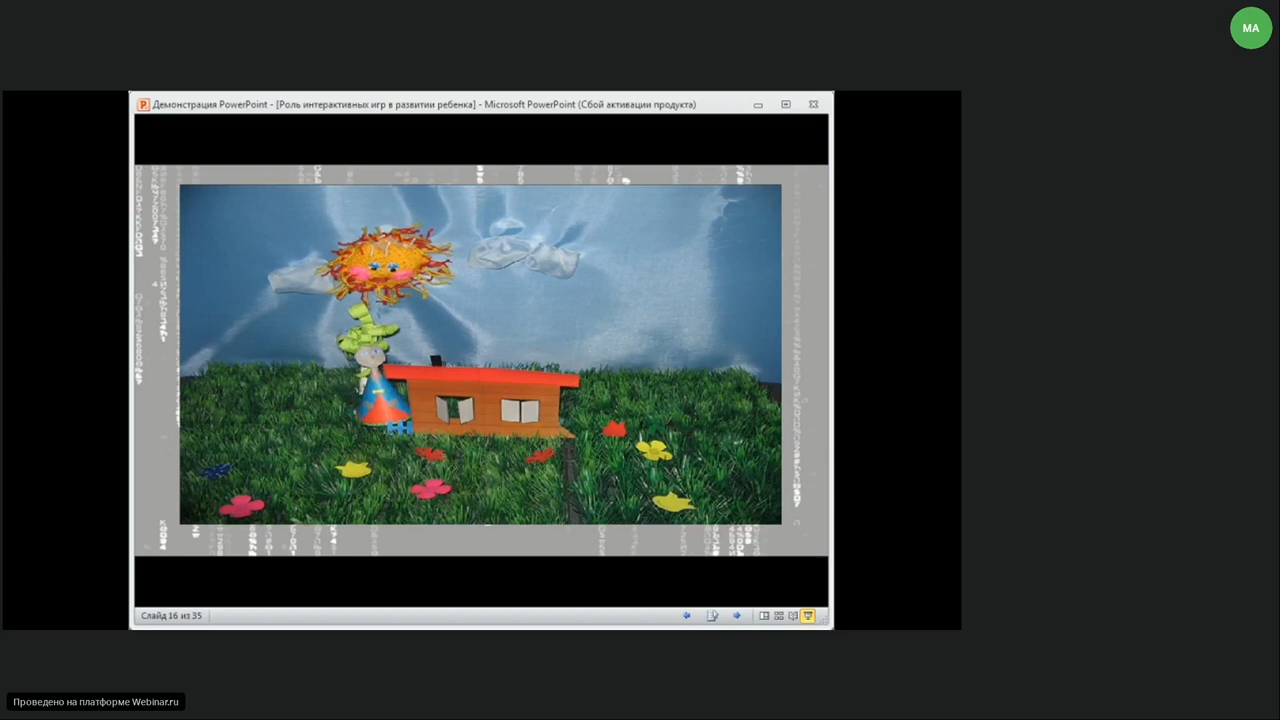 MA
Демонстрация PowerPoint - [Роль интерактивных игр в развитии ребенка] - Microsoft PowerPoint (Сбой активации продукта)
Слайд 16 из 35
Проведено на платформе Webinar.ru